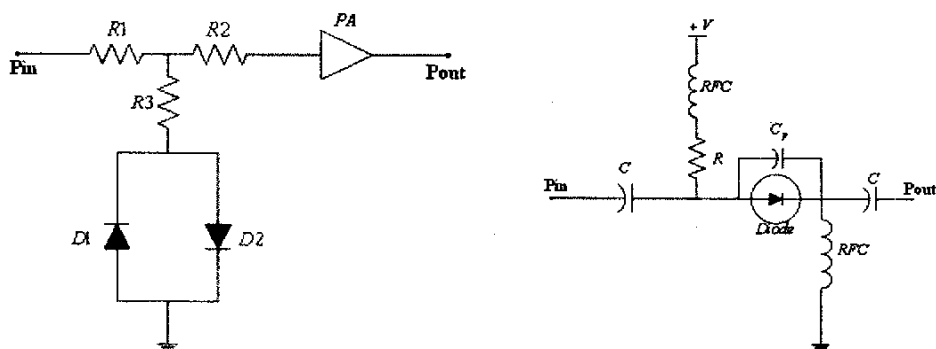 R1
R2
PA
Pin
Pout
R3
D1
D2
+V
RFC
R
Cp
C
Pin
Diode
C
Pout
RFC